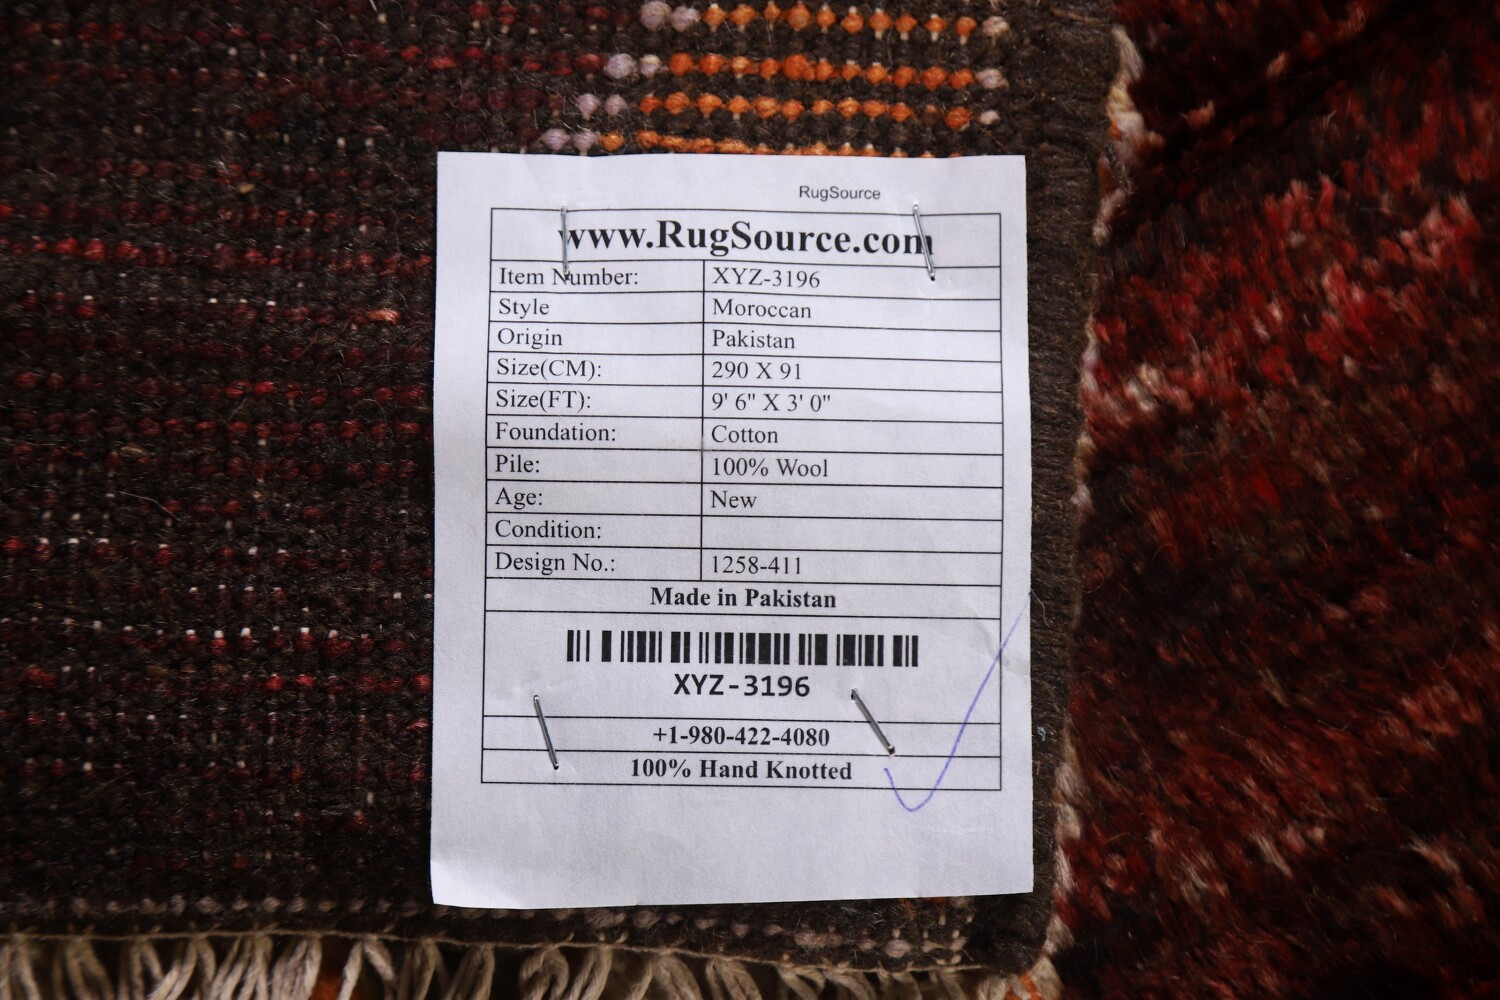 RugSource
www.RugSource.com
Item Number: XYZ-3196
Style Moroccan
Origin Pakistan
Size(CM): 290 X 91
Size(FT): 9' 6" X 3' 0"
Foundation: Cotton
Pile: 100% Wool
Age: New
Condition:
Design No.: 1258-411
Made in Pakistan
XYZ-3196
+1-980-422-4080
100% Hand Knotted